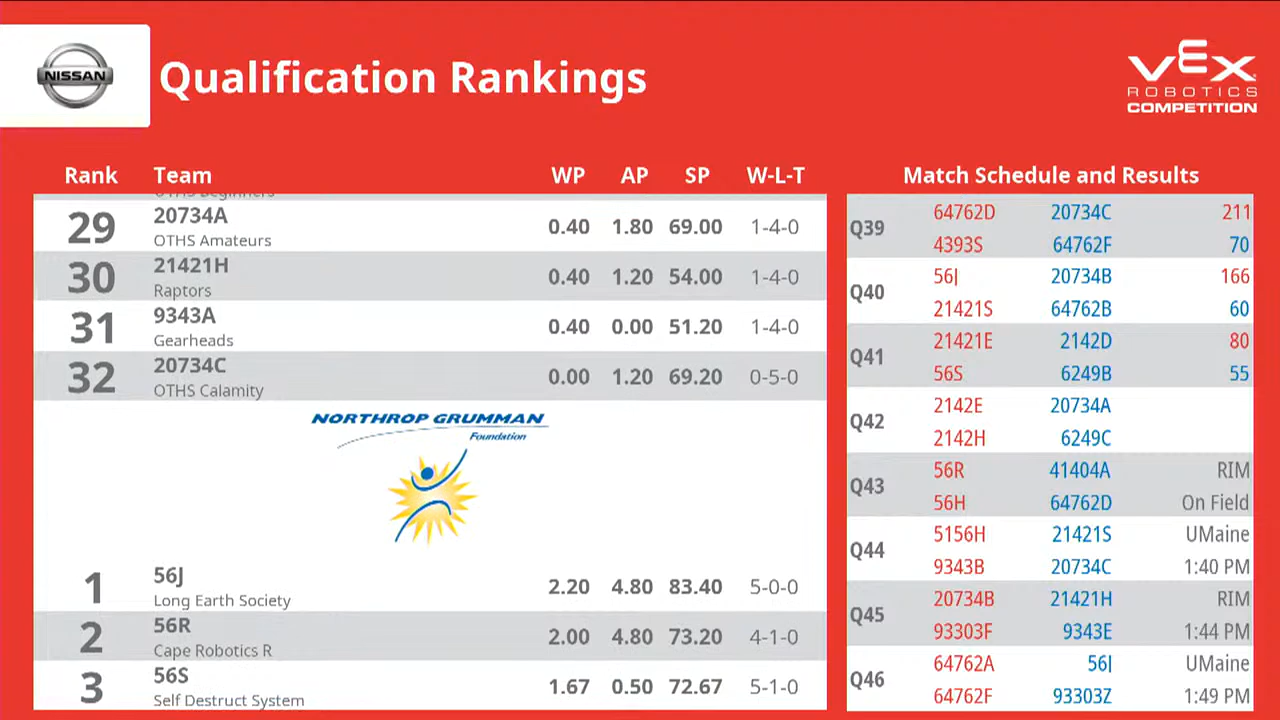 NISSAN
Qualification Rankings
VEX
ROBOTICS
COMPETITION
Rank Team WP AP SP W-L-T
OTHS Beginners
29 20734A 0.40 1.80 69.00 1-4-0
OTHS Amateurs
30 21421H 0.40 1.20 54.00 1-4-0
Raptors
31 9343A 0.40 0.00 51.20 1-4-0
Gearheads
32 20734C 0.00 1.20 69.20 0-5-0
OTHS Calamity
NORTHROP GRUMMAN
Foundation
1 56J 2.20 4.80 83.40 5-0-0
Long Earth Society
2 56R 2.00 4.80 73.20 4-1-0
Cape Robotics R
3 56S 1.67 0.50 72.67 5-1-0
Self Destruct System
Match Schedule and Results
Q39 64762D 20734C 211
4393S 64762F 70
Q40 56J 20734B 166
21421S 64762B 60
Q41 21421E 2142D 80
56S 6249B 55
Q42 2142E 20734A
2142H 6249C
Q43 56R 41404A RIM
56H 64762D On Field
Q44 5156H 21421S UMaine
9343B 20734C 1:40 PM
Q45 20734B 21421H RIM
93303F 9343E 1:44 PM
Q46 64762A 56J UMaine
64762F 93303Z 1:49 PM